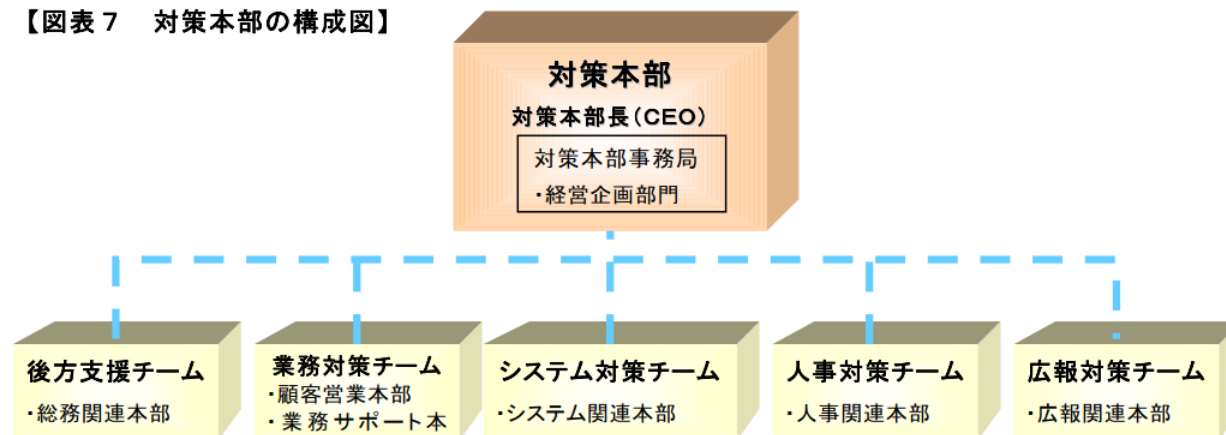 【図表7　対策本部の構成図】
対策本部
対策本部長(CEO)
対策本部事務局
・経営企画部門
後方支援チーム
・総務関連本部
業務対策チーム
・顧客営業本部
・業務サポート本
システム対策チーム
・システム関連本部
人事対策チーム
・人事関連本部
広報対策チーム
・広報関連本部